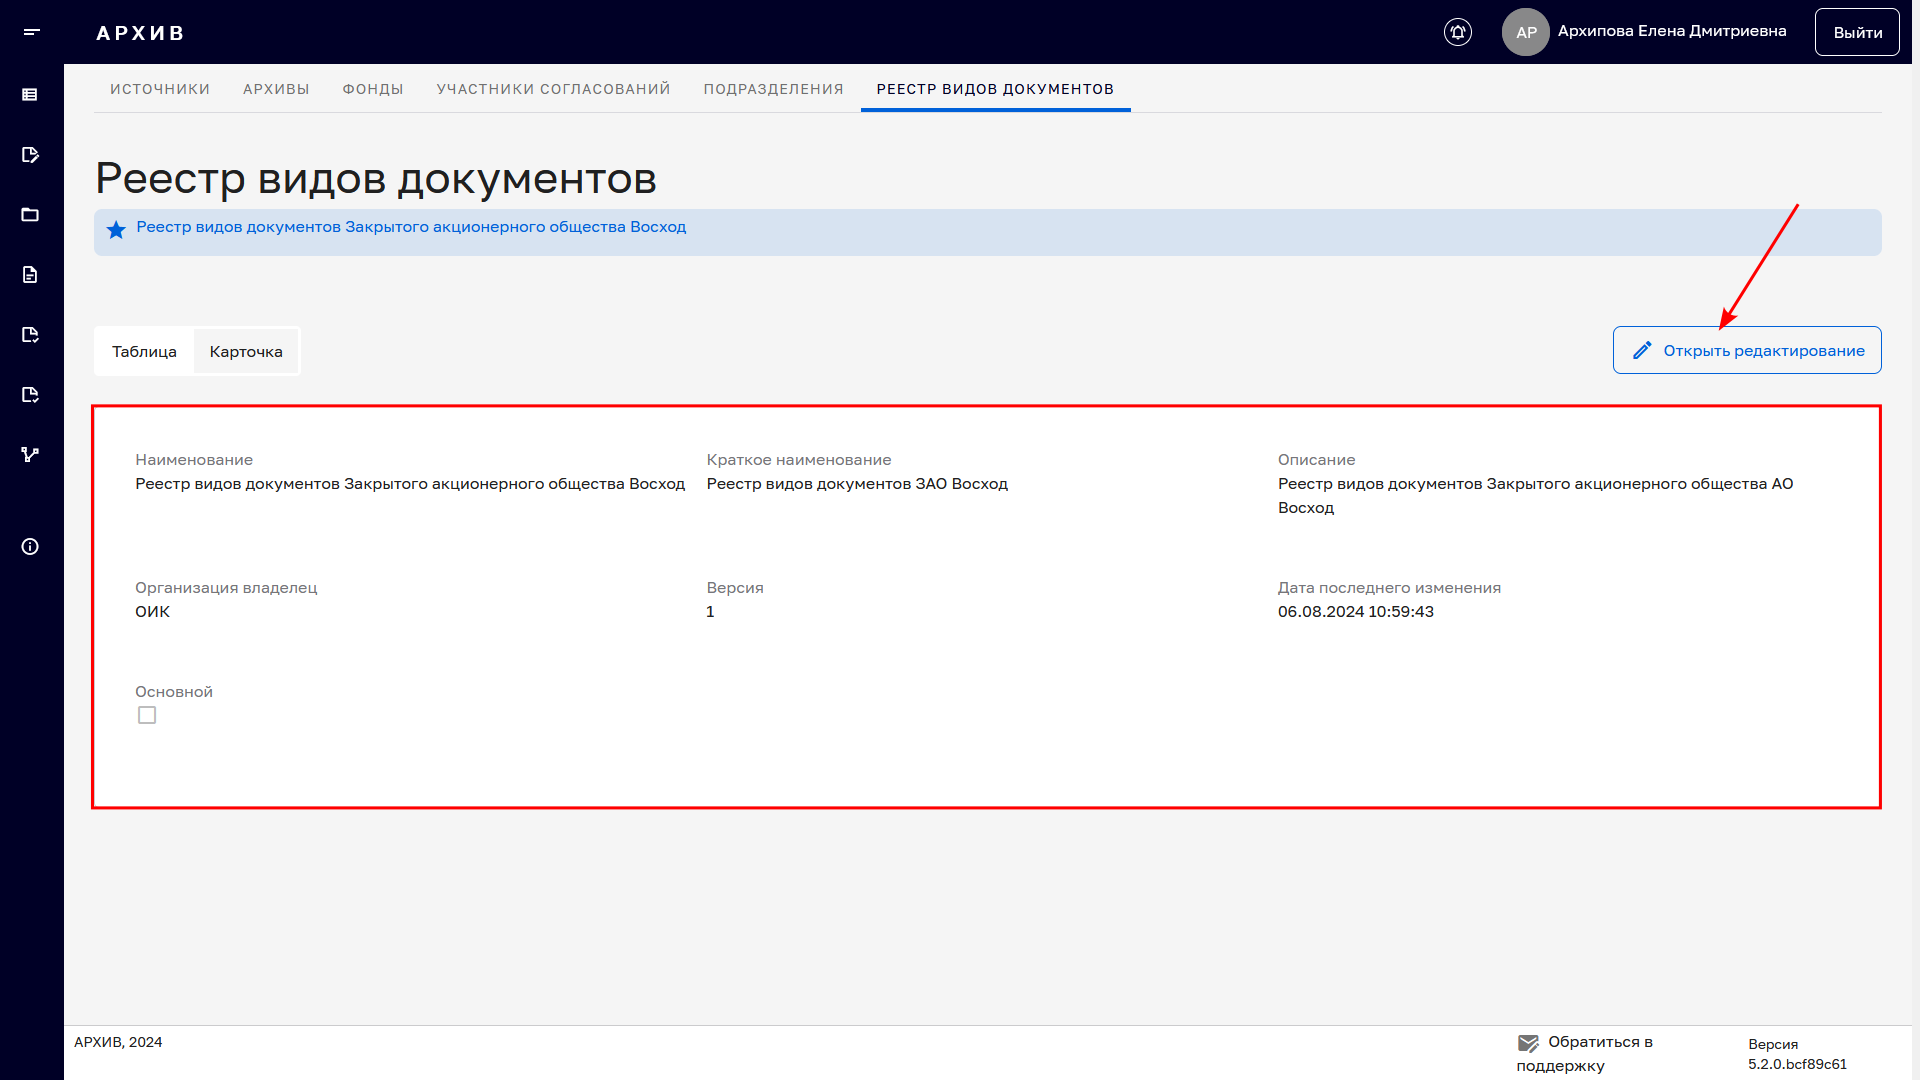 АРХИВ
АР
Архипова Елена Дмитриевна
Выйти
ИСТОЧНИКИ
АРХИВЫ
ФОНДЫ
УЧАСТНИКИ СОГЛАСОВАНИЙ
ПОДРАЗДЕЛЕНИЯ
РЕЕСТР ВИДОВ ДОКУМЕНТОВ
Реестр видов документов
Реестр видов документов Закрытого акционерного общества Восход
Таблица
Карточка
Открыть редактирование
Наименование
Реестр видов документов Закрытого акционерного общества Восход
Краткое наименование
Реестр видов документов ЗАО Восход
Описание
Реестр видов документов Закрытого акционерного общества АО
Восход
Организация владелец
ОИК
Версия
1
Дата последнего изменения
06.08.2024 10:59:43
Основной
АРХИВ, 2024
Обратиться в
поддержку
Версия
5.2.0.bcf89c61